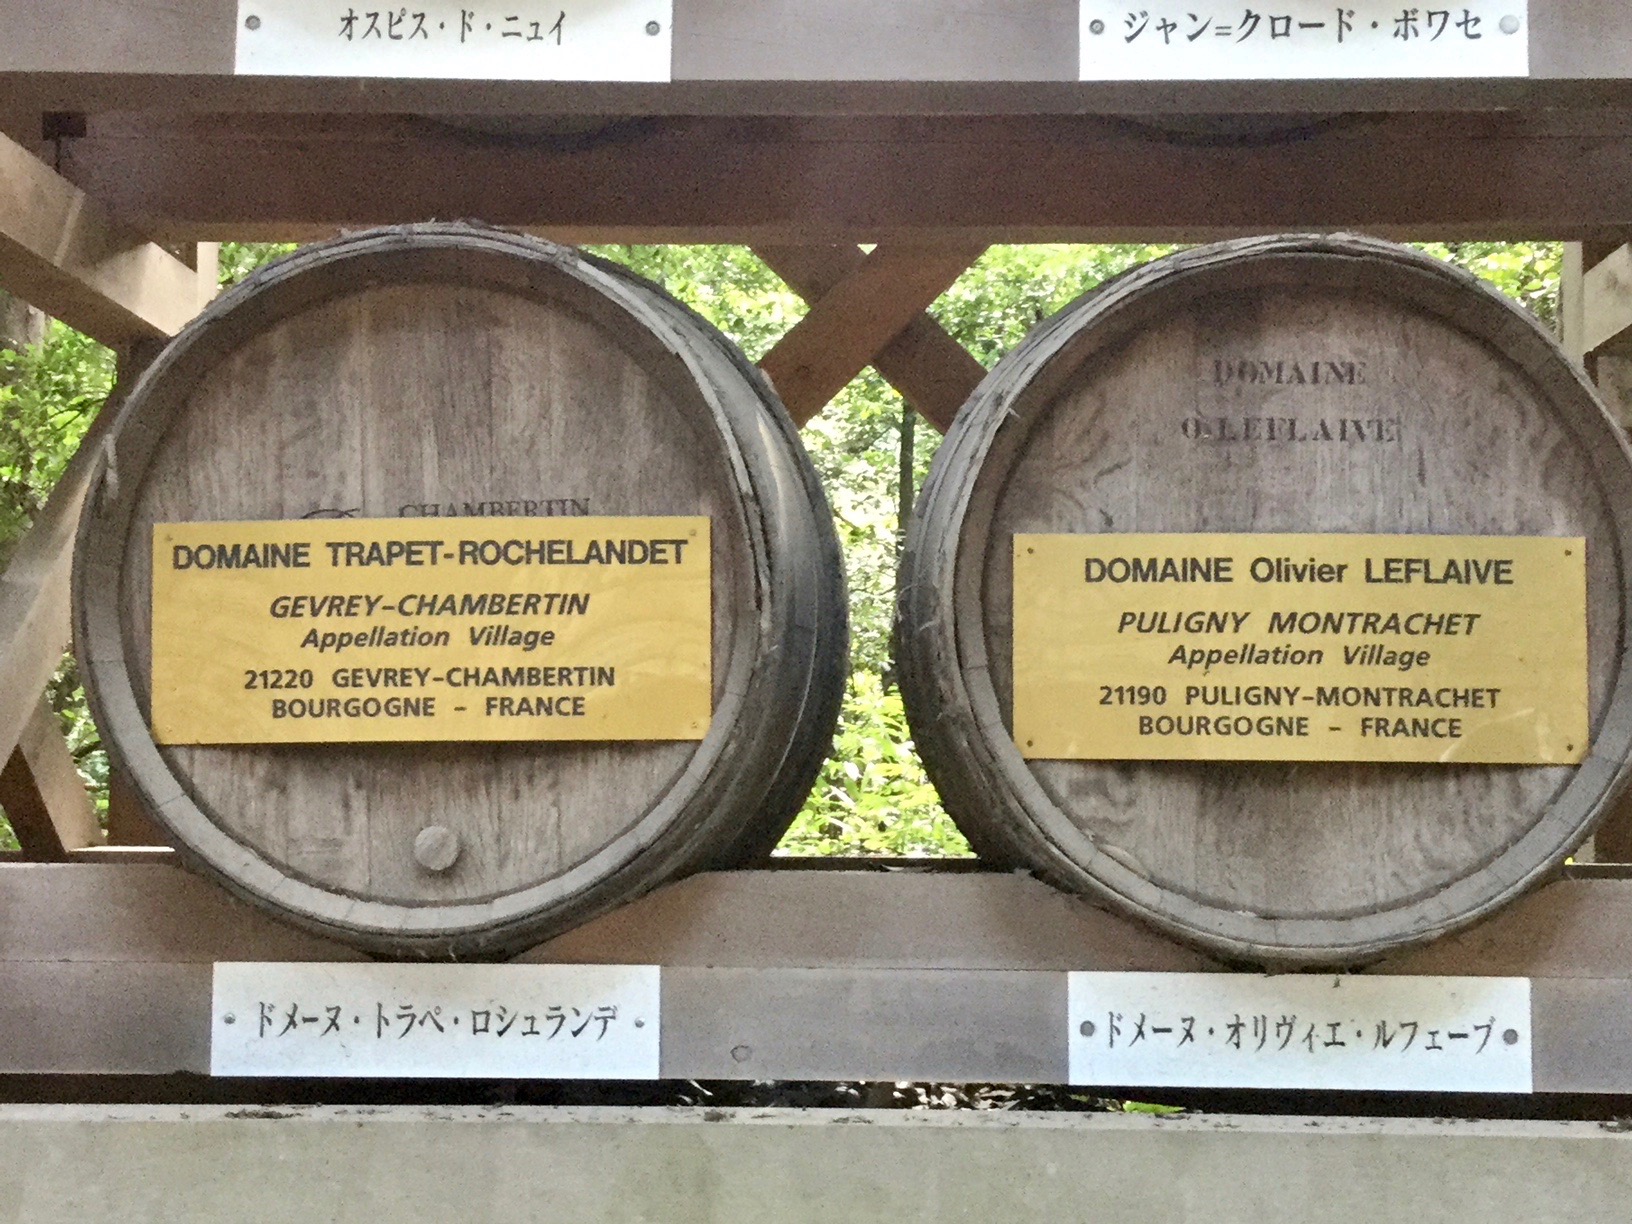 オスピス・ド・ニュイ
ジャン=クロード・ボワセ
CHAMBERTIN
DOMAINE TRAPET-ROCHELANDET
GEVREY-CHAMBERTIN
Appellation Village
21220 GEVREY-CHAMBERTIN
BOURGOGNE - FRANCE
DOMAINE
O.LEFLAIVE
DOMAINE Olivier LEFLAIVE
PULIGNY MONTRACHET
Appellation Village
21190 PULIGNY-MONTRACHET
BOURGOGNE - FRANCE
ドメーヌ・トラペ・ロシュランデ
ドメーヌ・オリヴィエ・ルフェーブ